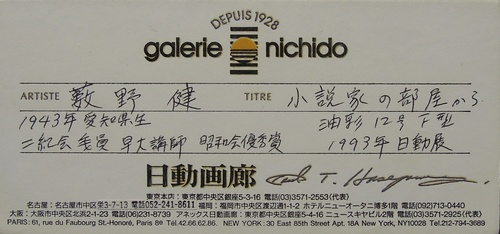 DEPUIS 1928
galerie nichido
ARTISTE 藪野 健 TITRE 小説家の部屋から
1943年愛知県生 油彩 12号 F型
二紀会委員 早大講師 昭和会優秀賞 1993年 日動展
日動画廊
東京本店：東京都中央区銀座5-3-16 電話(03)3571-2553(代表)
名古屋：名古屋市中区栄3-7-13 電話052-241-8611 福岡：福岡市中央区渡辺通1-1-2 ホテルニューオータニ博多1階 電話(092)713-0440
大阪：大阪市中央区北浜2-1-23 電話(06)231-8739 アネックス日動画廊：東京都中央区銀座5-4-16 ニュースキヤビル2階 電話(03)3571-2925(代表)
PARIS: 61, rue du Faubourg St.-Honoré, Paris 8e Tél.42.66.62.86. NEW YORK: 30 East 85th Street Apt. 18A New York, NY10028 Tel.212-794-3689